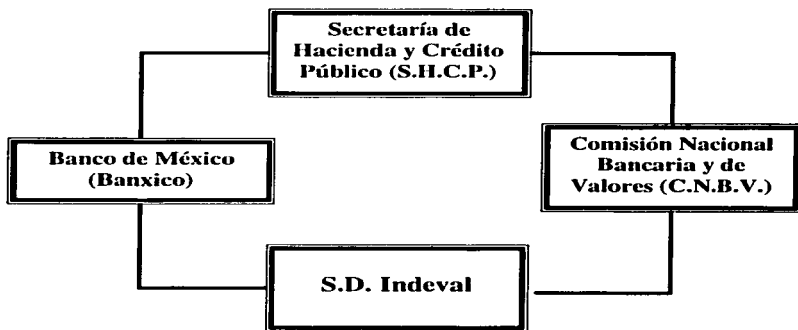 Secretaría de
Hacienda y Crédito
Público (S.H.C.P.)
Banco de México
(Banxico)
Comisión Nacional
Bancaria y de
Valores (C.N.B.V.)
S.D. Indeval